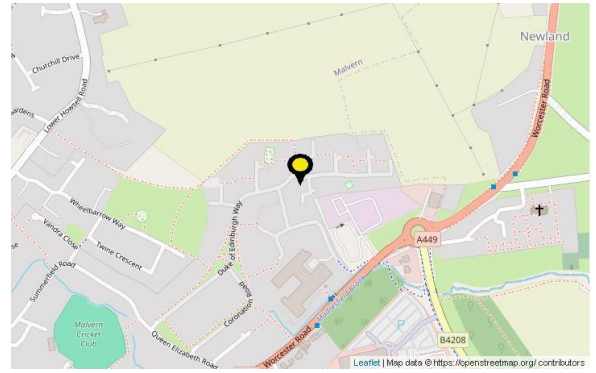 Newland
Churchill Drive
Malvern
Lower Howsell Road
Worcester Road
Gardens
Wheelbarrow Way
Vandra Close
Twine Crescent
Duke of Edinburgh Way
A449
Summerfield Road
Coronation Road
Malvern
Cricket
Club
Queen Elizabeth Road
Worcester Road
P
B4208
Leaflet | Map data © https://openstreetmap.org/ contributors